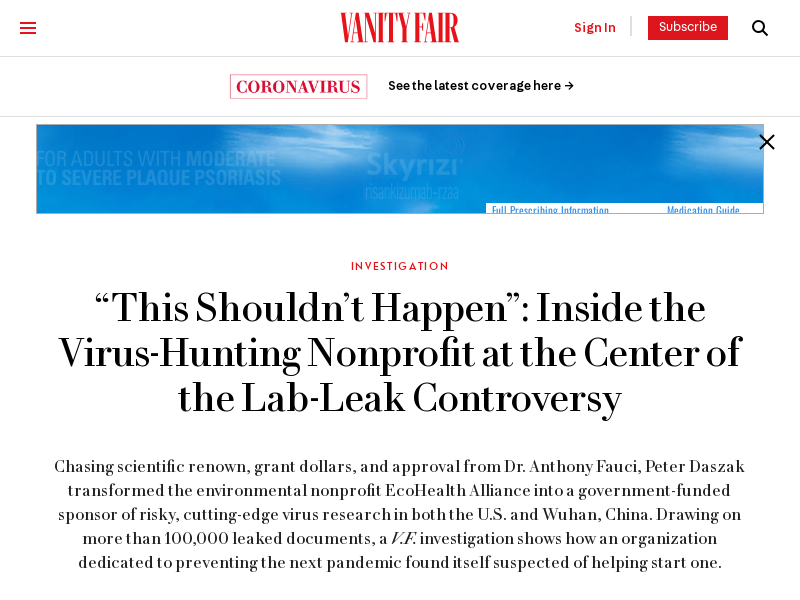 VANITY FAIR
Sign In
Subscribe
CORONAVIRUS
See the latest coverage here →
FOR ADULTS WITH MODERATE
TO SEVERE PLAQUE PSORIASIS
Skyrizi
risankizumab-rzaa
Full Prescribing Information
Medication Guide
INVESTIGATION
“This Shouldn’t Happen”: Inside the
Virus-Hunting Nonprofit at the Center of
the Lab-Leak Controversy
Chasing scientific renown, grant dollars, and approval from Dr. Anthony Fauci, Peter Daszak
transformed the environmental nonprofit EcoHealth Alliance into a government-funded
sponsor of risky, cutting-edge virus research in both the U.S. and Wuhan, China. Drawing on
more than 100,000 leaked documents, a V.F. investigation shows how an organization
dedicated to preventing the next pandemic found itself suspected of helping start one.